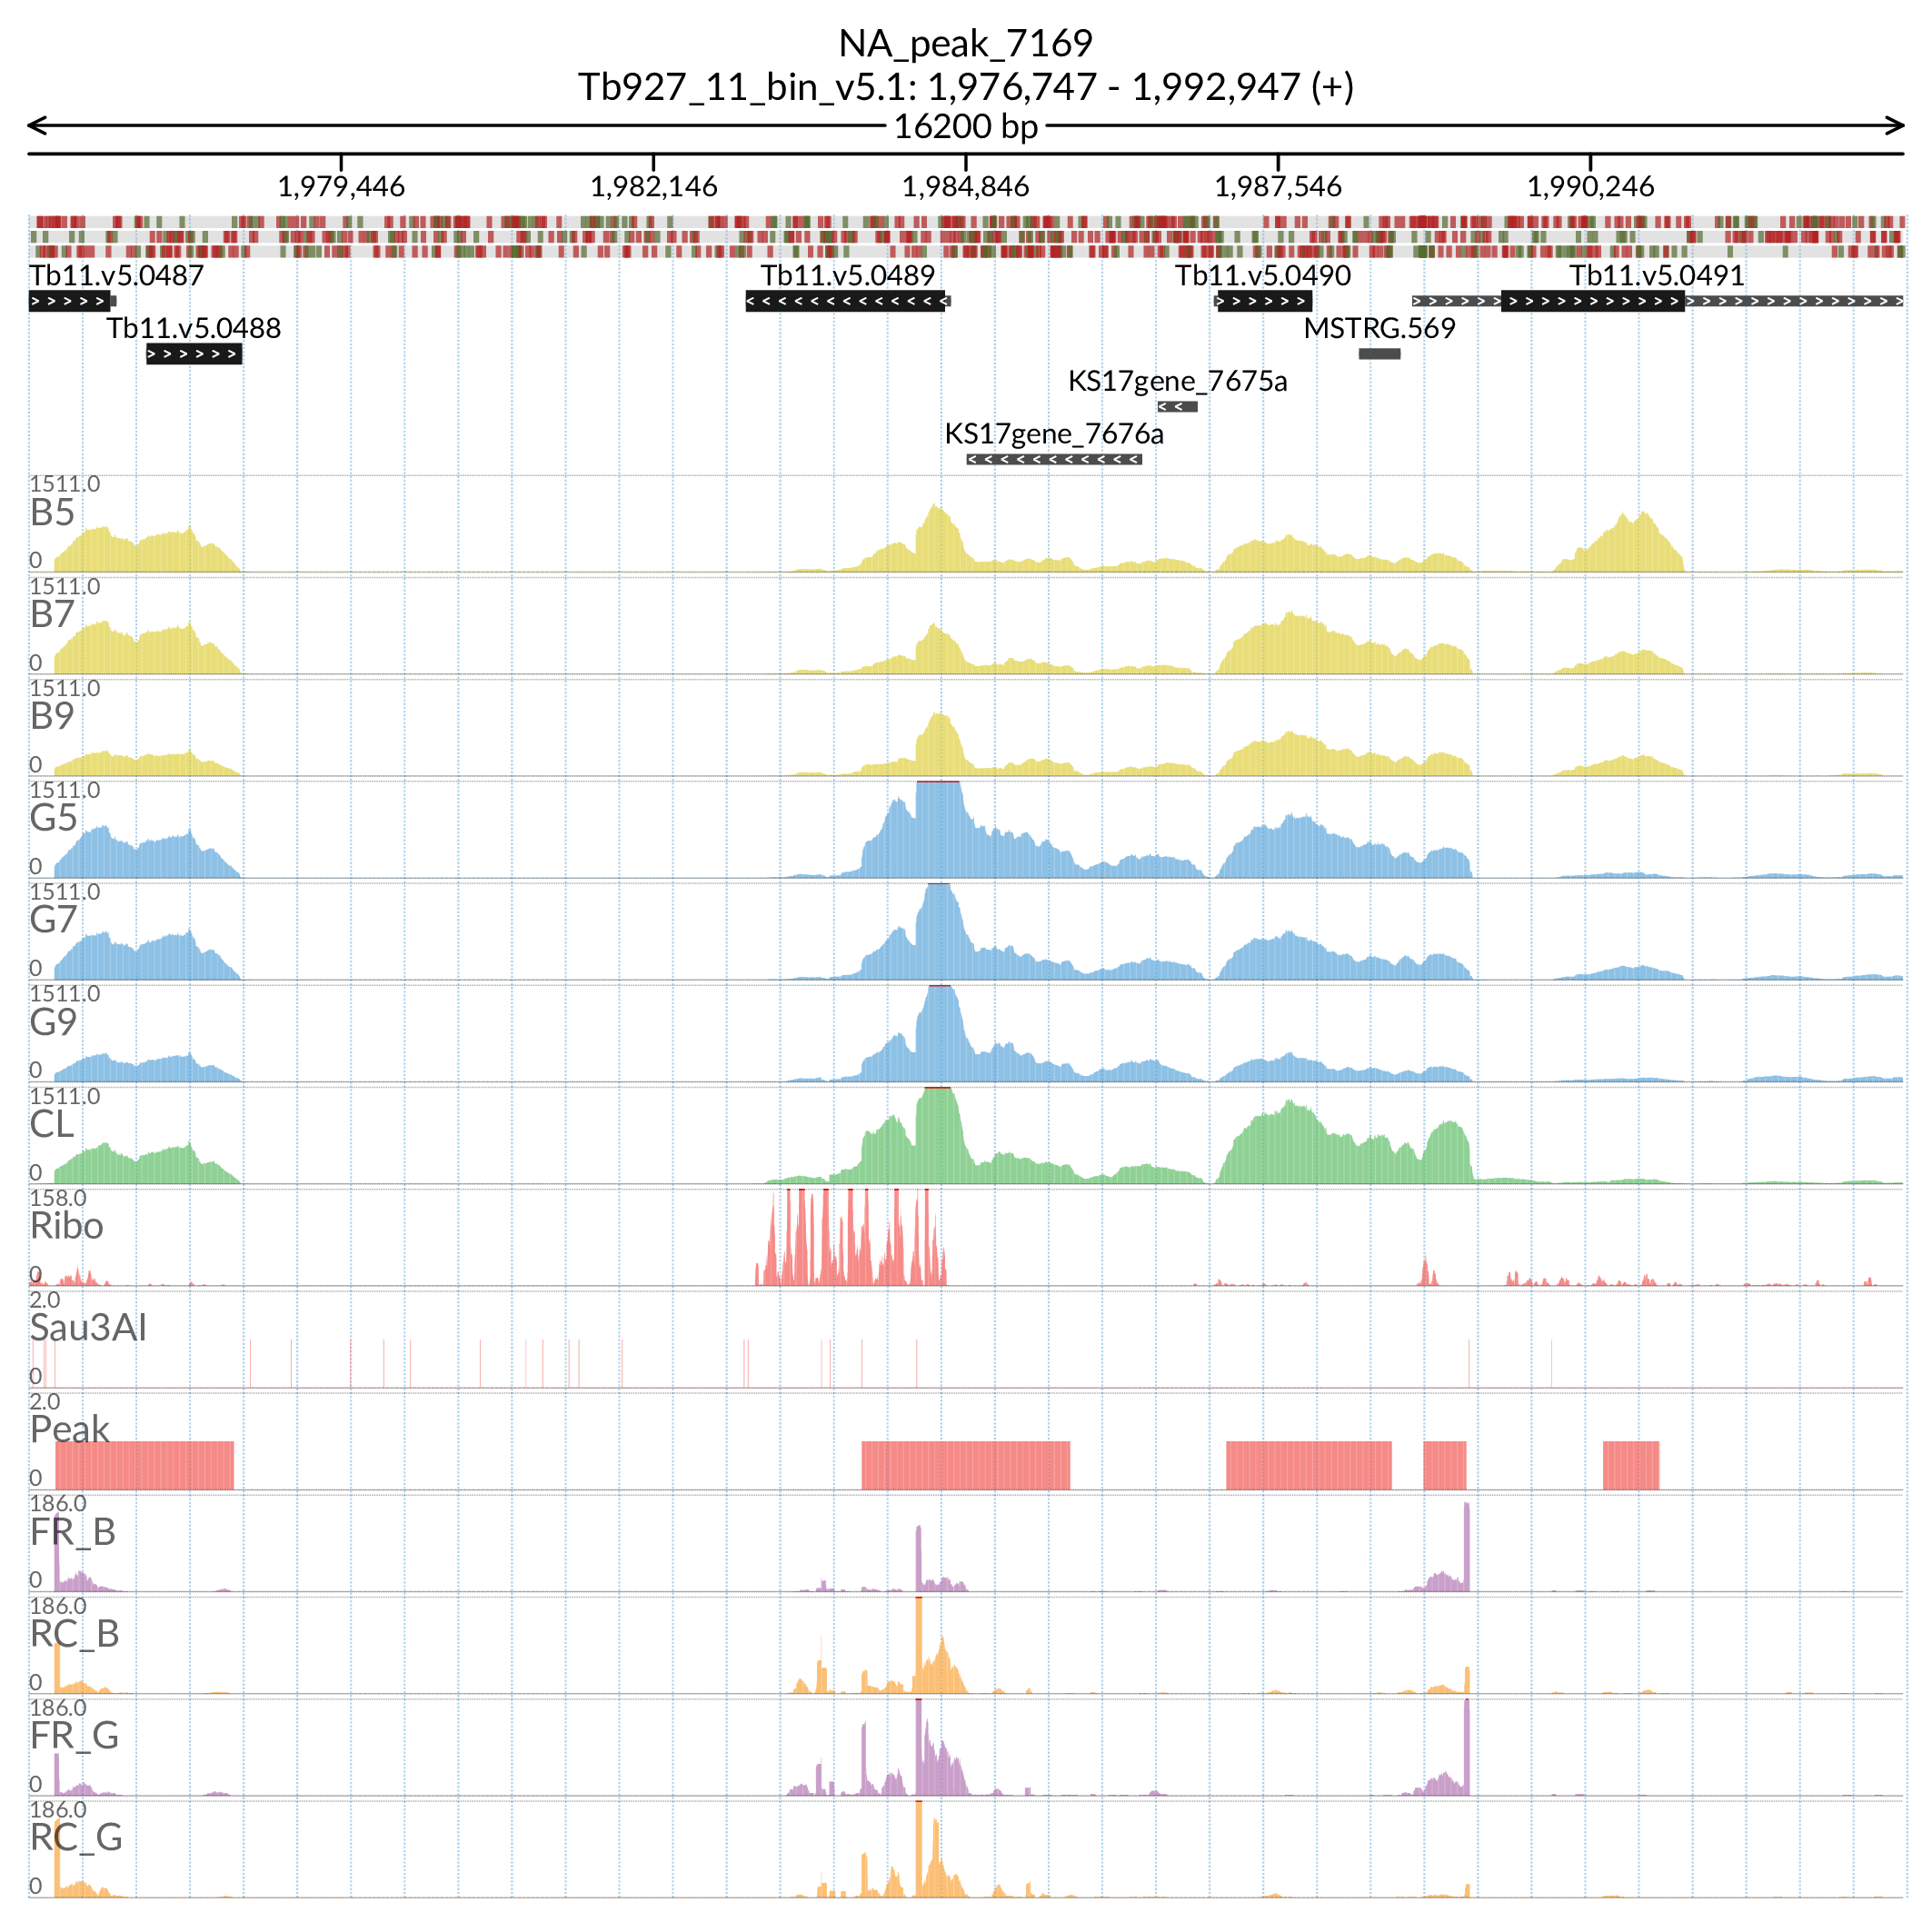 NA_peak_7169
Tb927_11_bin_v5.1: 1,976,747 - 1,992,947 (+)
16200 bp
1,979,446 1,982,146 1,984,846 1,987,546 1,990,246
Tb11.v5.0487 Tb11.v5.0489 Tb11.v5.0490 Tb11.v5.0491
Tb11.v5.0488 MSTRG.569
KS17gene_7675a
KS17gene_7676a
1511.0
B5
0
1511.0
B7
0
1511.0
B9
0
1511.0
G5
0
1511.0
G7
0
1511.0
G9
0
1511.0
CL
0
158.0
Ribo
0
2.0
Sau3AI
0
2.0
Peak
0
186.0
FR_B
0
186.0
RC_B
0
186.0
FR_G
0
186.0
RC_G
0